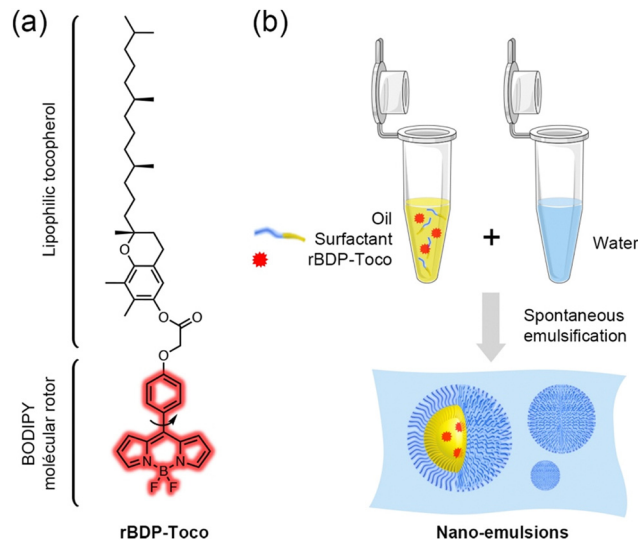 (a)
Lipophilic tocopherol
O
O
O
O
BODIPY
molecular rotor
N
N
B
F
F
rBDP-Toco
(b)
Oil
Surfactant
rBDP-Toco
+
Water
Spontaneous
emulsification
Nano-emulsions